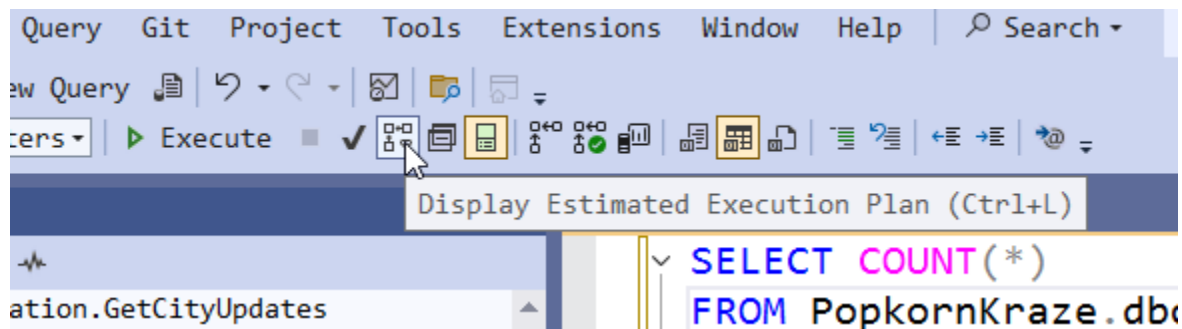 Query Git Project Tools Extensions Window Help Search
ew Query
ters Execute
Display Estimated Execution Plan (Ctrl+L)
SELECT COUNT(*)
ation.GetCityUpdates
FROM PopkornKraze.dbo